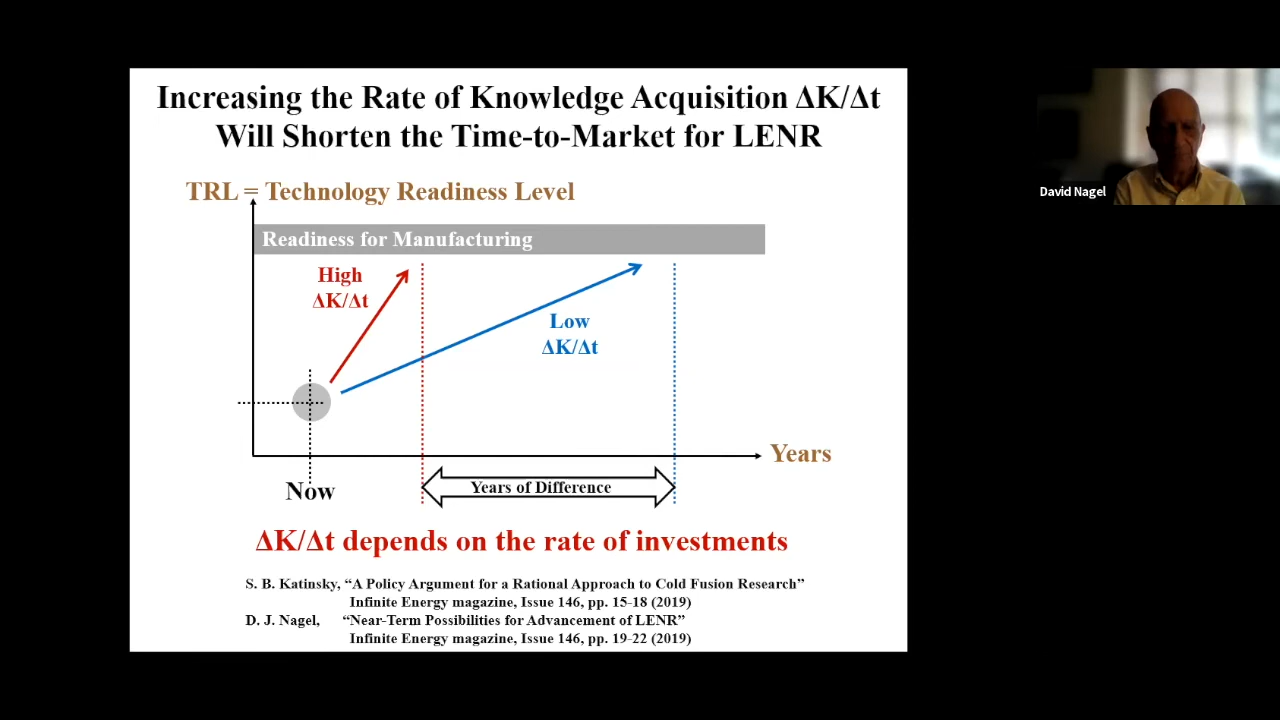 Increasing the Rate of Knowledge Acquisition ΔK/Δt
Will Shorten the Time-to-Market for LENR
TRL = Technology Readiness Level
Readiness for Manufacturing
High
ΔK/Δt
Low
ΔK/Δt
Years
Now
Years of Difference
ΔK/Δt depends on the rate of investments
S. B. Katinsky, “A Policy Argument for a Rational Approach to Cold Fusion Research”
Infinite Energy magazine, Issue 146, pp. 15-18 (2019)
D. J. Nagel, “Near-Term Possibilities for Advancement of LENR”
Infinite Energy magazine, Issue 146, pp. 19-22 (2019)
David Nagel